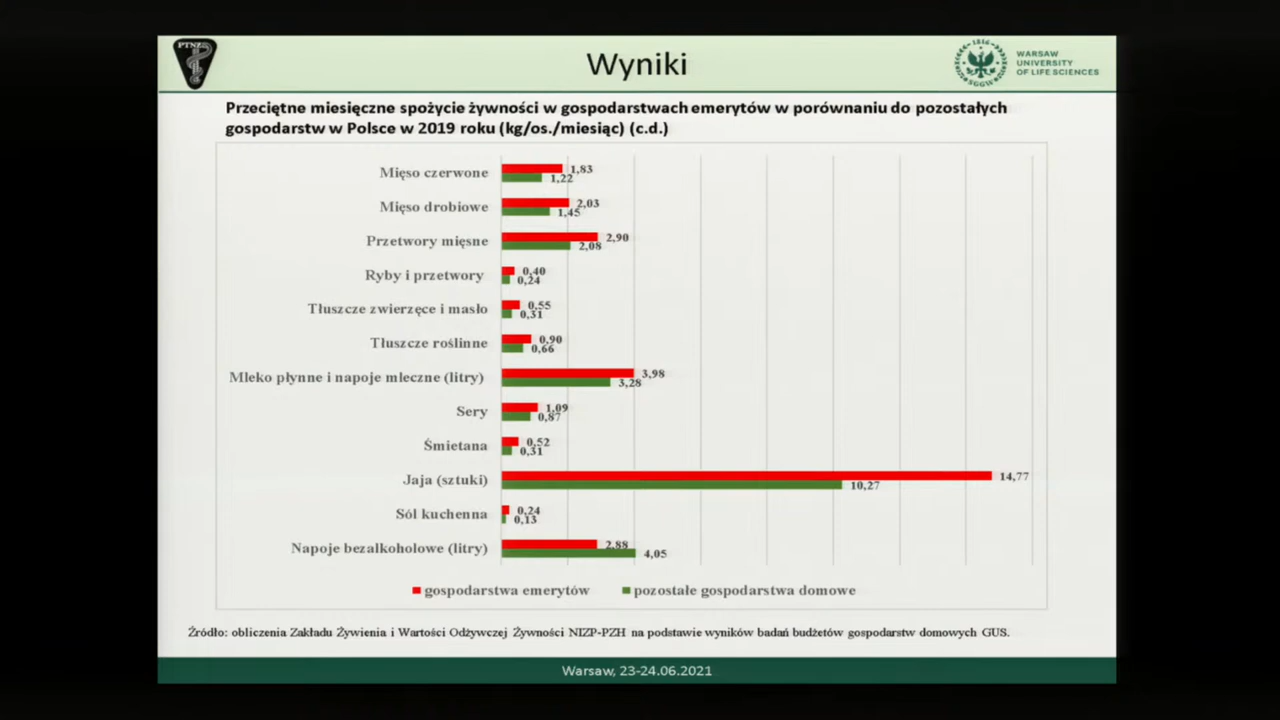 PTNŻ
Wyniki
1816
SGGW
WARSAW
UNIVERSITY
OF LIFE SCIENCES
Przeciętne miesięczne spożycie żywności w gospodarstwach emerytów w porównaniu do pozostałych
gospodarstw w Polsce w 2019 roku (kg/os./miesiąc) (c.d.)
Mięso czerwone 1,83
1,22
Mięso drobiowe 2,03
1,45
Przetwory mięsne 2,90
2,08
Ryby i przetwory 0,40
0,24
Tłuszcze zwierzęce i masło 0,55
0,31
Tłuszcze roślinne 0,90
0,66
Mleko płynne i napoje mleczne (litry) 3,98
3,28
Sery 1,09
0,87
Śmietana 0,52
0,31
Jaja (sztuki) 14,77
10,27
Sól kuchenna 0,24
0,13
Napoje bezalkoholowe (litry) 2,88
4,05
gospodarstwa emerytów pozostałe gospodarstwa domowe
Źródło: obliczenia Zakładu Żywienia i Wartości Odżywczej Żywności NIZP-PZH na podstawie wyników badań budżetów gospodarstw domowych GUS.
Warsaw, 23-24.06.2021